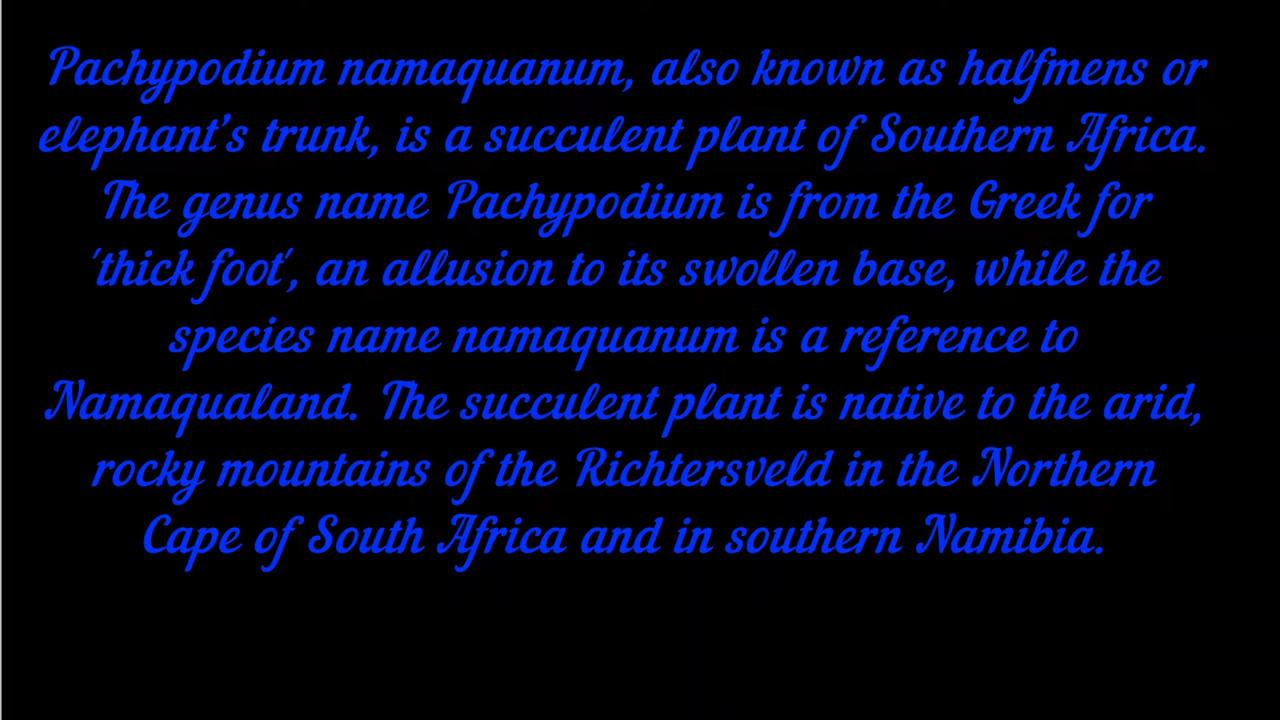 Pachypodium namaquanum, also known as halfmens or
elephant's trunk, is a succulent plant of Southern Africa.
The genus name Pachypodium is from the Greek for
'thick foot', an allusion to its swollen base, while the
species name namaquanum is a reference to
Namaqualand. The succulent plant is native to the arid,
rocky mountains of the Richtersveld in the Northern
Cape of South Africa and in southern Namibia.